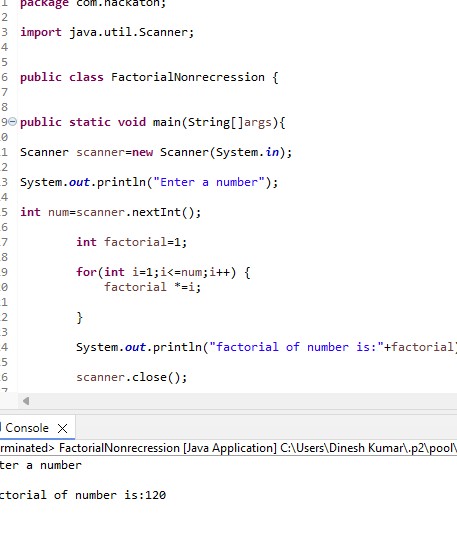 1 package com.hackaton;
2
3 import java.util.Scanner;
4
5
6 public class FactorialNonrecression {
7
8
9 public static void main(String[]args){
0
1 Scanner scanner=new Scanner(System.in);
2
3 System.out.println("Enter a number");
4
5 int num=scanner.nextInt();
6
7 int factorial=1;
8
9 for(int i=1;i<=num;i++) {
0 factorial *=i;
1
2 }
3
4 System.out.println("factorial of number is:"+factorial)
5
6 scanner.close();
7
Console
rminated> FactorialNonrecression [Java Application] C:\Users\Dinesh Kumar\.p2\pool\
ter a number
ctorial of number is:120